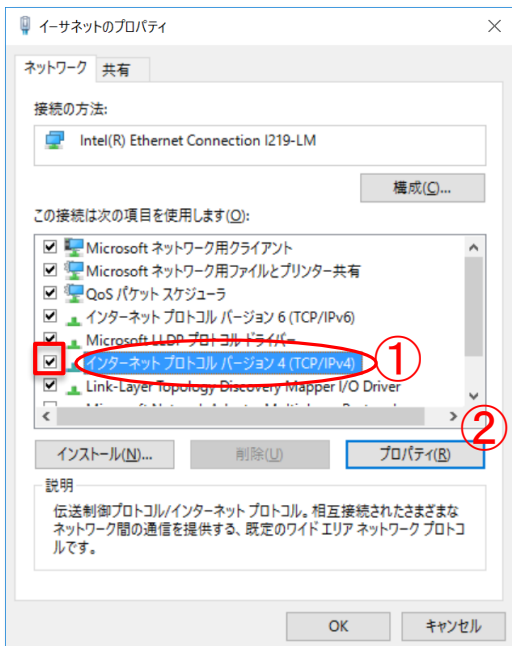 イーサネットのプロパティ
ネットワーク 共有
接続の方法:
Intel(R) Ethernet Connection I219-LM
構成(C)...
この接続は次の項目を使用します(O):
Microsoft ネットワーク用クライアント
Microsoft ネットワーク用ファイルとプリンター共有
QoS パケット スケジューラ
インターネット プロトコル バージョン 6 (TCP/IPv6)
Microsoft LLDP プロトコル ドライバー
インターネット プロトコル バージョン 4 (TCP/IPv4) ①
Link-Layer Topology Discovery Mapper I/O Driver
②
インストール(N)... 削除(U) プロパティ(R)
説明
伝送制御プロトコル/インターネット プロトコル。相互接続されたさまざまな
ネットワーク間の通信を提供する、既定のワイド エリア ネットワーク プロトコ
ルです。
OK キャンセル